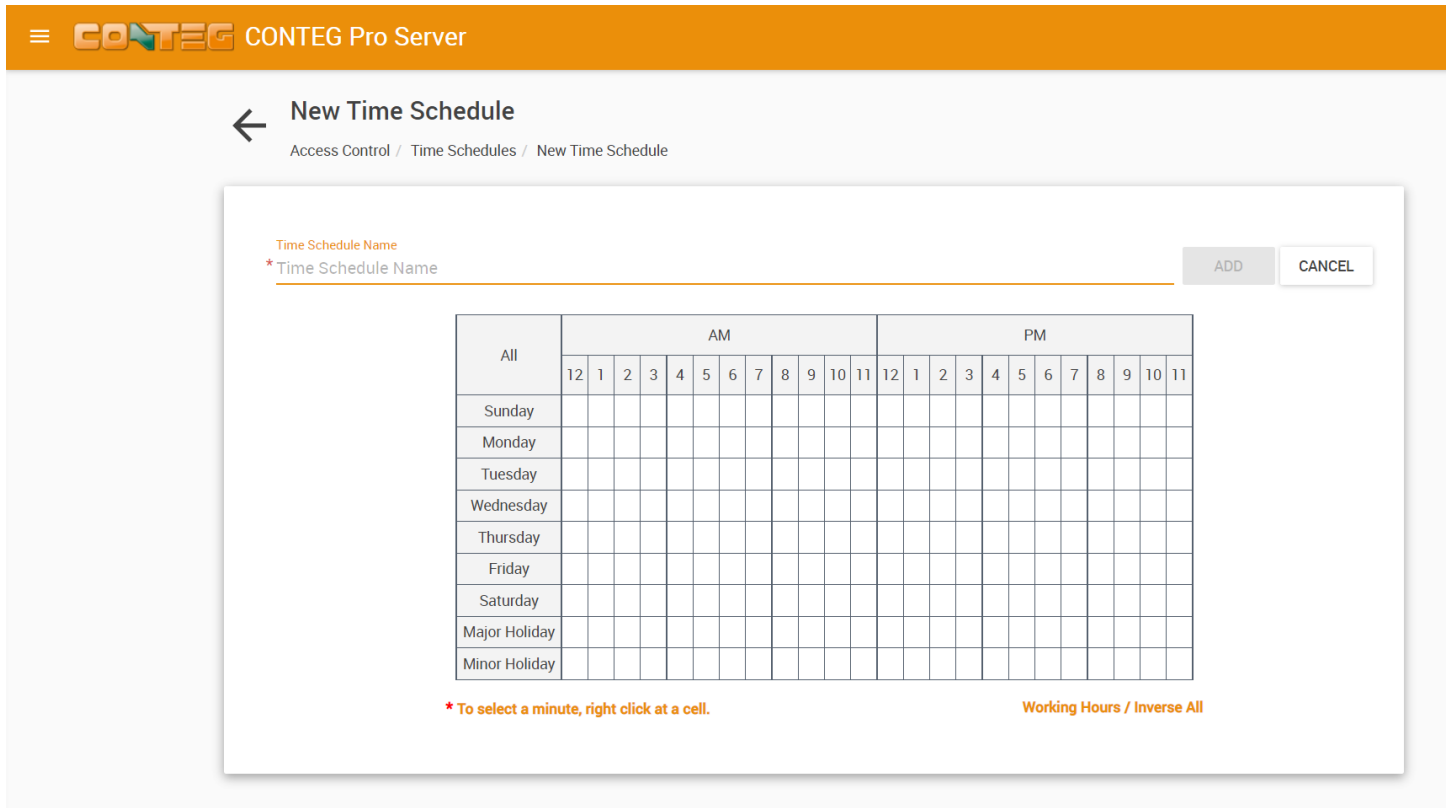 CONTEG CONTEG Pro Server
New Time Schedule
Access Control / Time Schedules / New Time Schedule
Time Schedule Name
* Time Schedule Name
ADD CANCEL
All AM PM
12 1 2 3 4 5 6 7 8 9 10 11 12 1 2 3 4 5 6 7 8 9 10 11
Sunday
Monday
Tuesday
Wednesday
Thursday
Friday
Saturday
Major Holiday
Minor Holiday
* To select a minute, right click at a cell. Working Hours / Inverse All